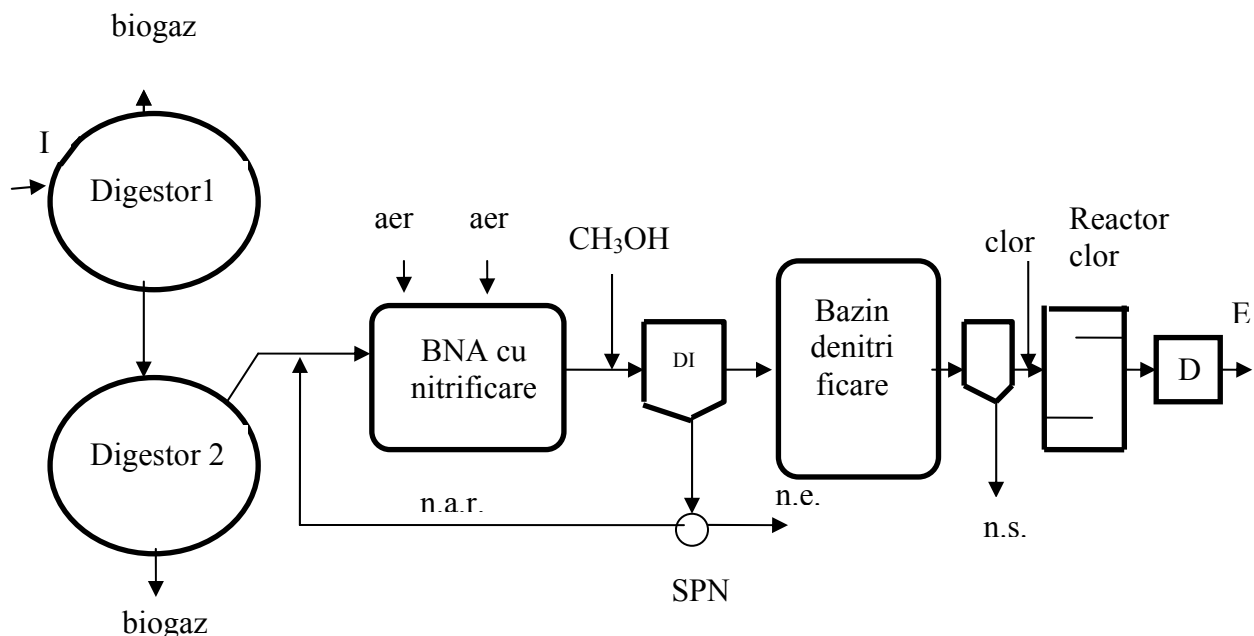 biogaz
I
Digestor1
aer
aer
CH₃OH
clor
Reactor
clor
BNA cu
nitrificare
DI
Bazin
denitri
ficare
D
E
Digestor 2
n.a.r.
n.e.
n.s.
SPN
biogaz